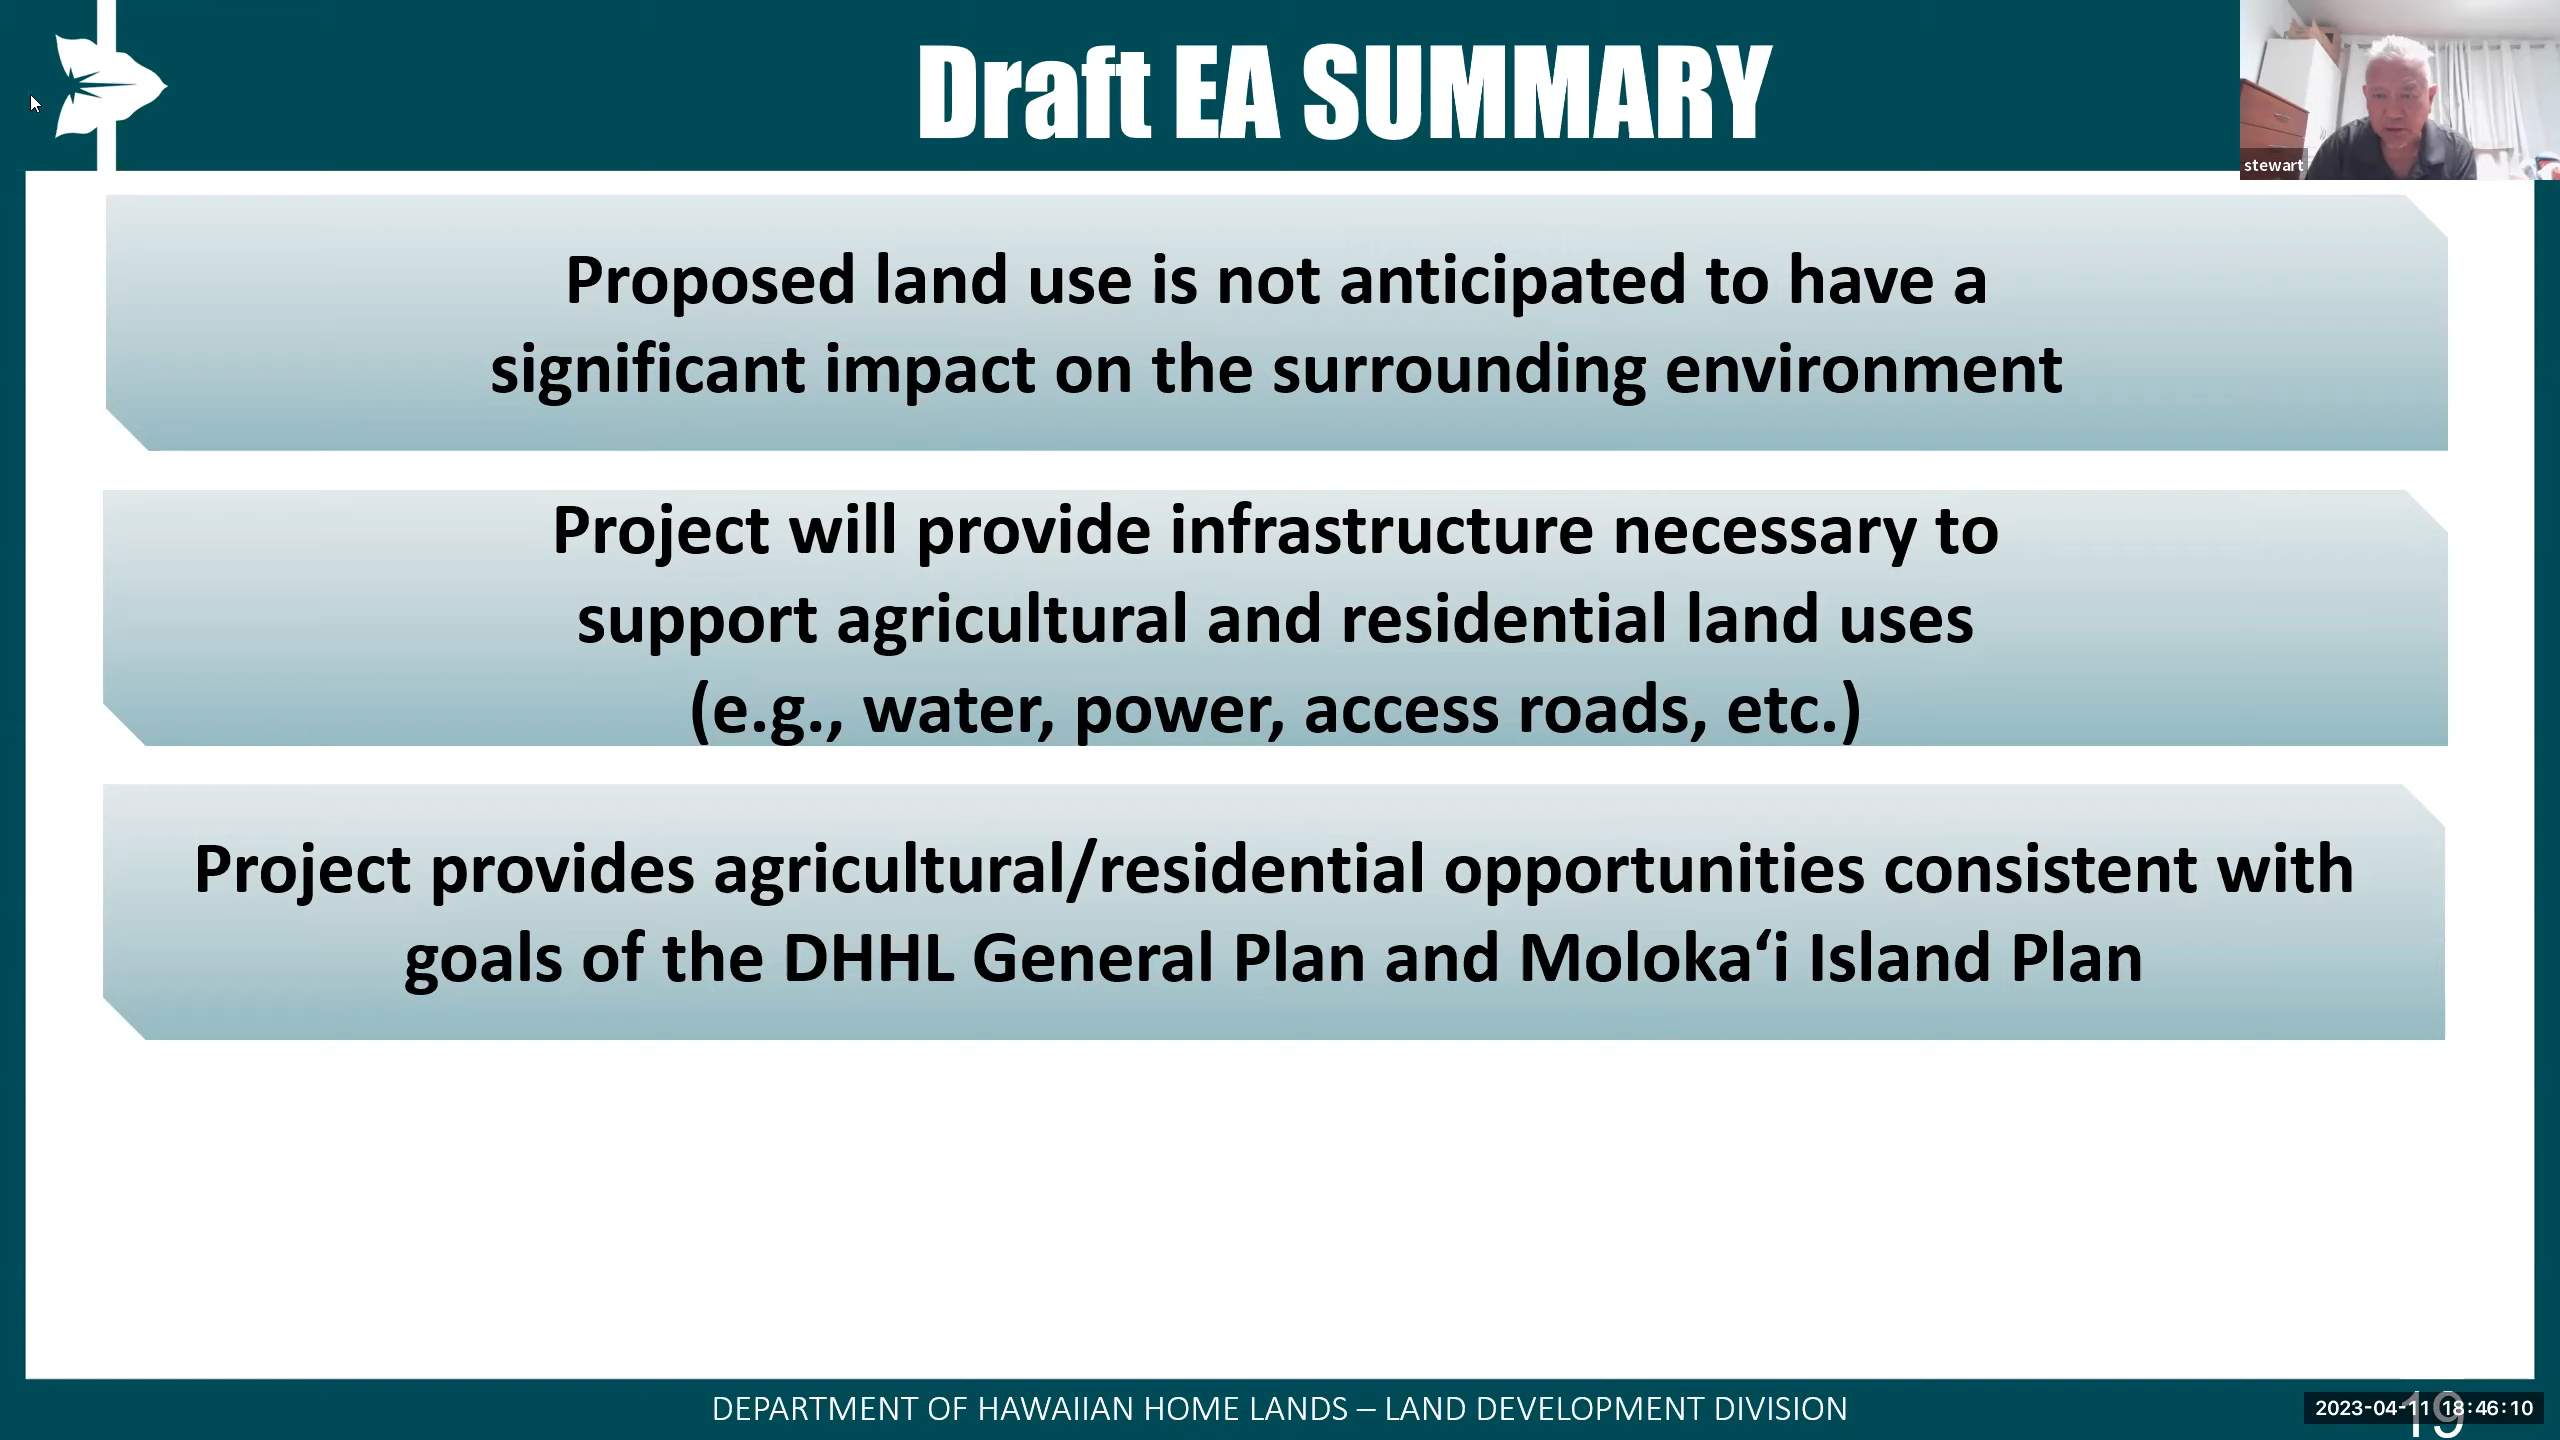 Draft EA SUMMARY
stewart
Proposed land use is not anticipated to have a
significant impact on the surrounding environment
Project will provide infrastructure necessary to
support agricultural and residential land uses
(e.g., water, power, access roads, etc.)
Project provides agricultural/residential opportunities consistent with
goals of the DHHL General Plan and Molokaʻi Island Plan
DEPARTMENT OF HAWAIIAN HOME LANDS – LAND DEVELOPMENT DIVISION
19
2023-04-11 18:46:10